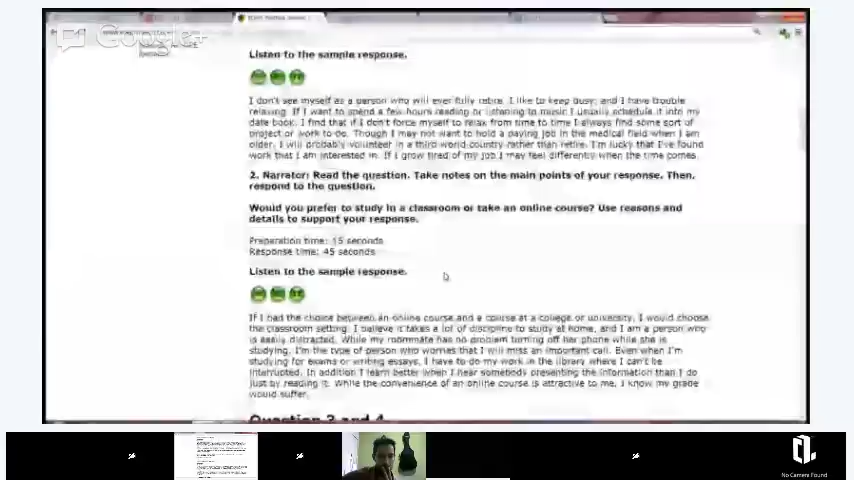 Google+
Listen to the sample response.
I don't see myself as a person who will ever fully retire. I like to keep busy, and I have trouble
relaxing. If I want to spend a few hours reading or listening to music I usually schedule it into my
date book. I find that if I don't force myself to relax from time to time I always find some sort of
project or work to do. Though I may not want to hold a paying job in the medical field when I am
older, I will probably volunteer in a third world country rather than retire. I'm lucky that I've found
work that I am interested in. If I grow tired of my job I may feel differently when the time comes.
2. Narrator: Read the question. Take notes on the main points of your response. Then,
respond to the question.
Would you prefer to study in a classroom or take an online course? Use reasons and
details to support your response.
Preparation time: 15 seconds
Response time: 45 seconds
Listen to the sample response.
If I had the choice between an online course and a course at a college or university, I would choose
the classroom setting. I believe it takes a lot of discipline to study at home, and I am a person who
is easily distracted. While my roommate has no problem turning off her phone while she is
studying, I'm the type of person who worries that I will miss an important call. Even when I'm
studying for exams or writing essays, I have to do my work in the library where I can't be
interrupted. In addition I learn better when I hear somebody presenting the information than I do
just by reading it. While the convenience of an online course is attractive to me, I know my grade
would suffer.
Question 3 and 4
No Camera Found